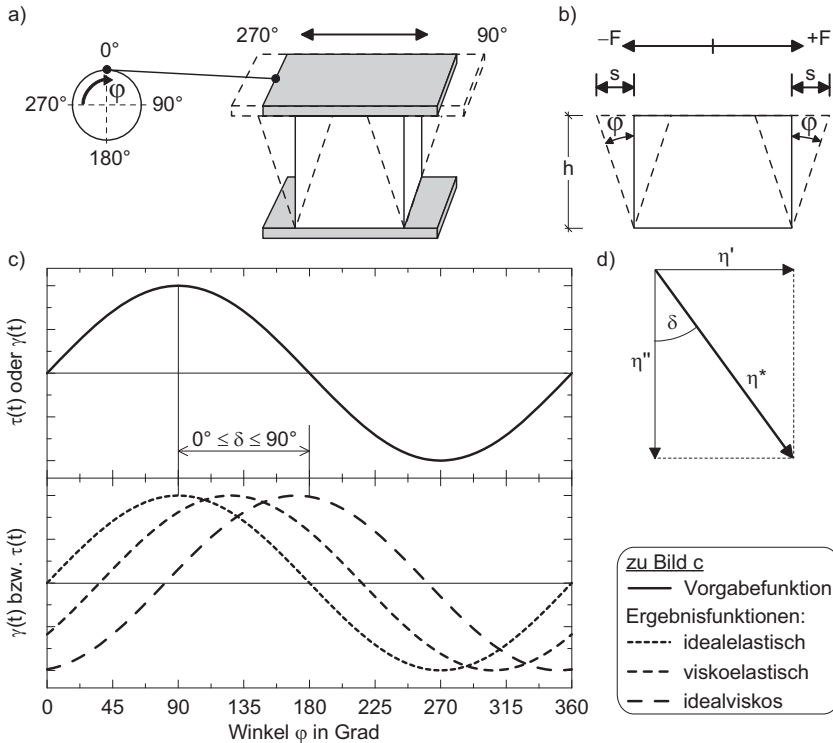 a)
0°
270°
90°
180°
φ
270°
90°
b)
−F
+F
s
s
φ
φ
h
c)
τ(t) oder γ(t)
0° ≤ δ ≤ 90°
γ(t) bzw. τ(t)
0 45 90 135 180 225 270 315 360
Winkel φ in Grad
d)
η'
δ
η''
η*
zu Bild c
Vorgabefunktion
Ergebnisfunktionen:
idealelastisch
viskoelastisch
idealviskos